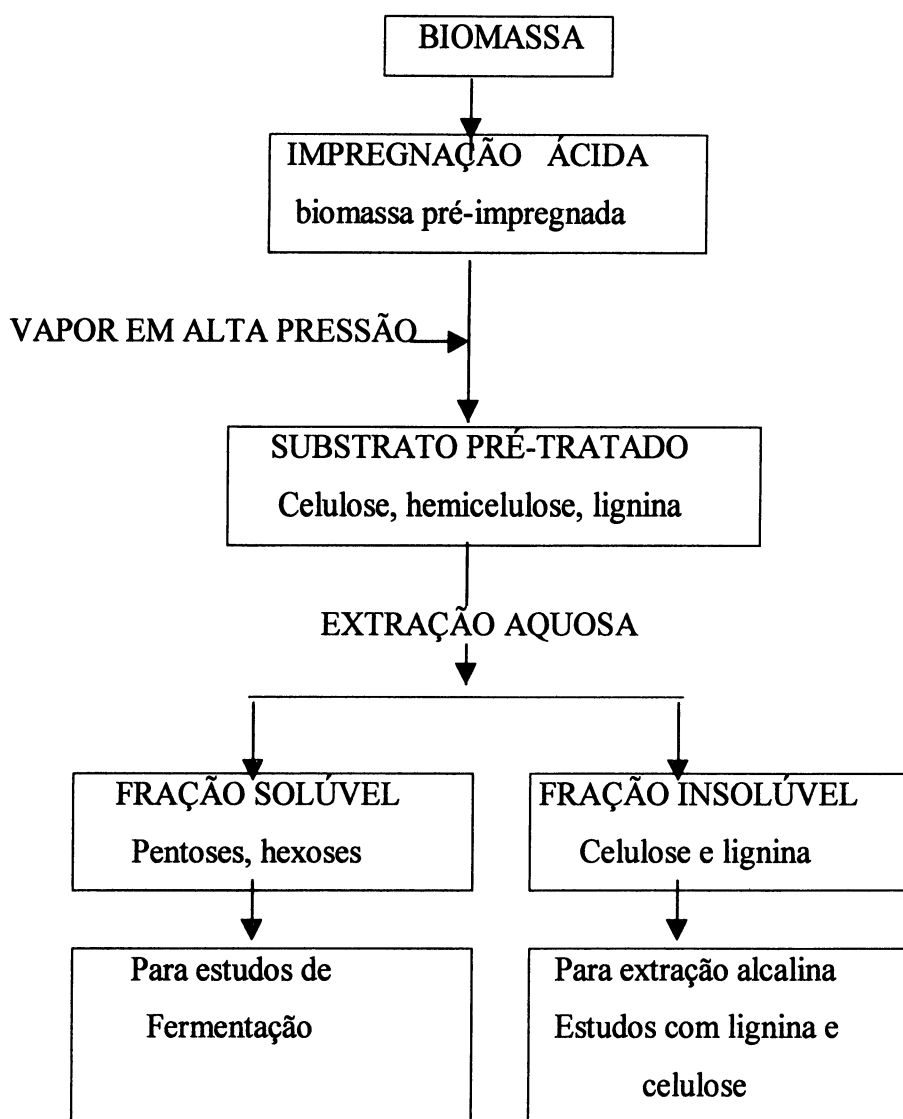 BIOMASSA
IMPREGNAÇÃO ÁCIDA
biomassa pré-impregnada
VAPOR EM ALTA PRESSÃO
SUBSTRATO PRÉ-TRATADO
Celulose, hemicelulose, lignina
EXTRAÇÃO AQUOSA
FRAÇÃO SOLÚVEL
Pentoses, hexoses
FRAÇÃO INSOLÚVEL
Celulose e lignina
Para estudos de
Fermentação
Para extração alcalina
Estudos com lignina e
celulose